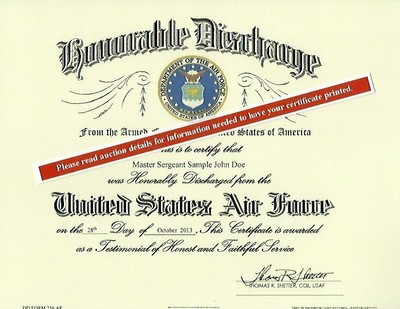 Honorable Discharge
DEPARTMENT OF THE AIR FORCE
UNITED STATES OF AMERICA
From the Armed States of America
Please read auction details for information needed to have your certificate printed.
is is to certify that
Master Sergeant Sample John Doe
was Honorably Discharged from the
United States Air Force
on the 28th Day of October 2013 , This Certificate is awarded
as a Testimonial of Honest and Faithful Service
THOMAS R. SHETTER, COL, USAF
DD FORM 256 AF